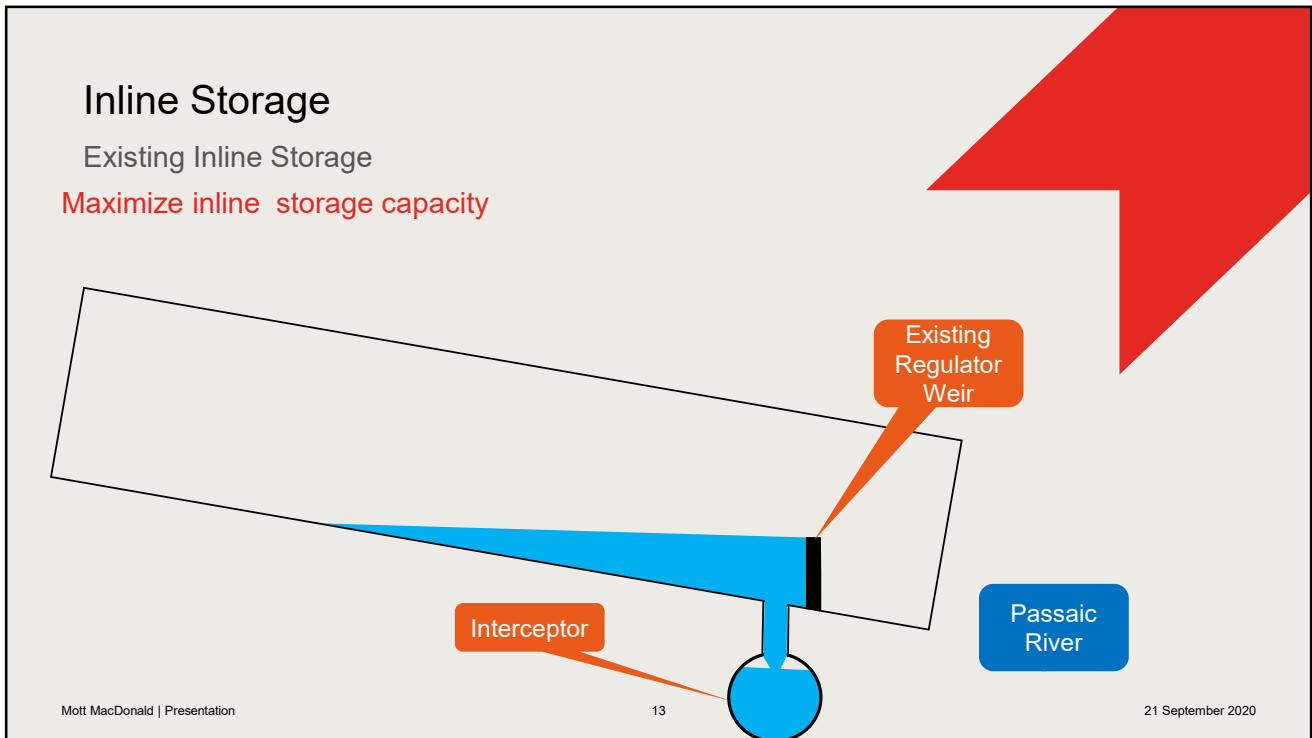 Inline Storage
Existing Inline Storage
Maximize inline  storage capacity
Existing
Regulator
Weir
Interceptor
Passaic
River
Mott MacDonald | Presentation
13
21 September 2020